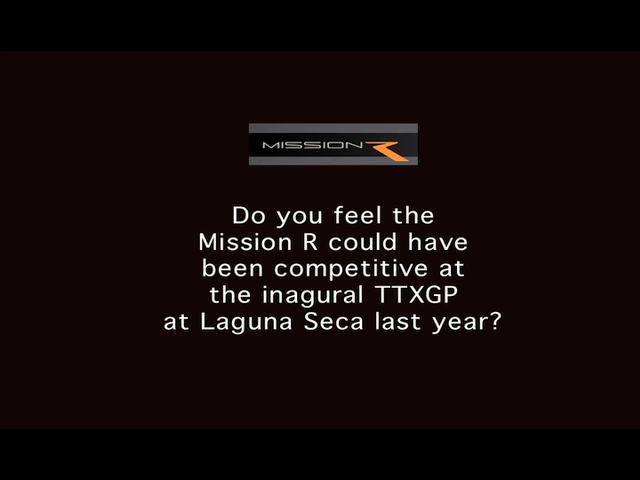 MISSION R
Do you feel the
Mission R could have
been competitive at
the inagural TTXGP
at Laguna Seca last year?